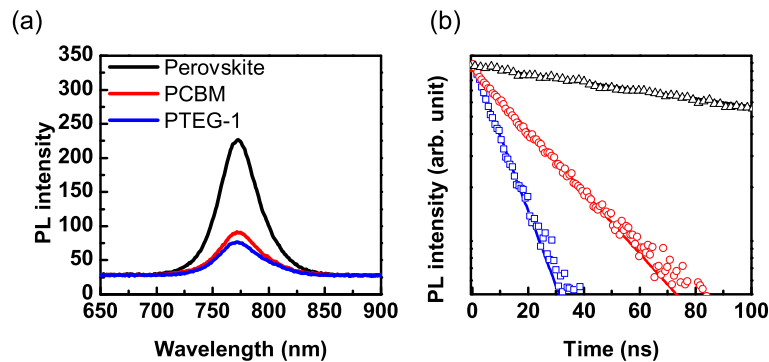 (a)
(b)
350
300
250
200
150
100
50
0
PL intensity
Perovskite
PCBM
PTEG-1
650 700 750 800 850 900
Wavelength (nm)
PL intensity (arb. unit)
0 20 40 60 80 100
Time (ns)